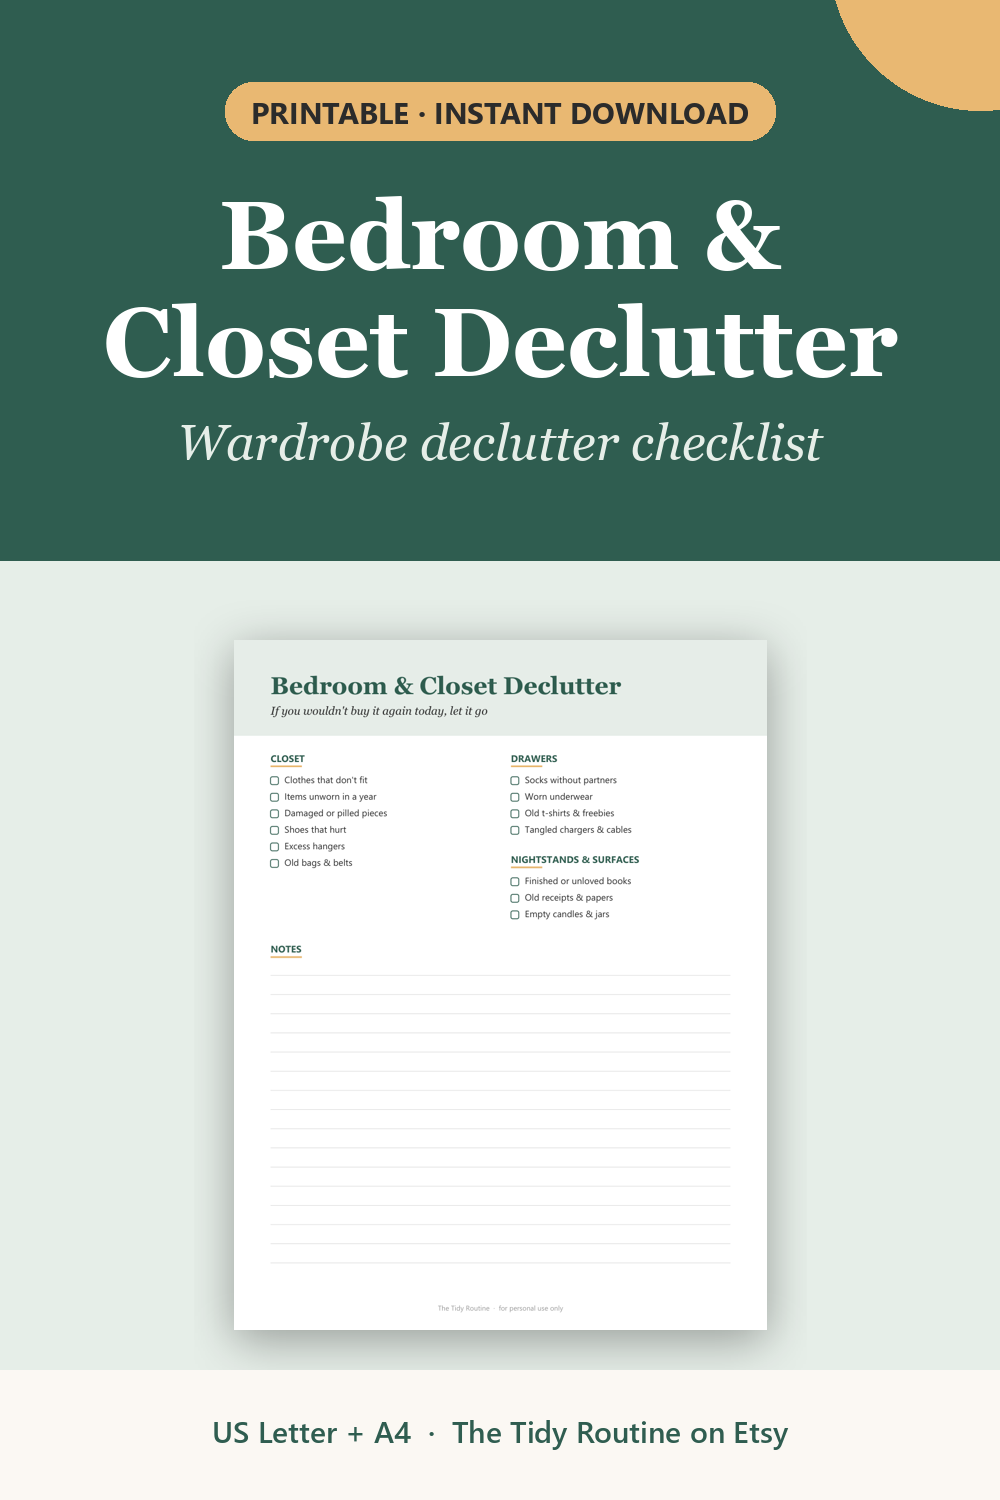 PRINTABLE · INSTANT DOWNLOAD
Bedroom &
Closet Declutter
Wardrobe declutter checklist
Bedroom & Closet Declutter
If you wouldn't buy it again today, let it go
CLOSET
Clothes that don't fit
Items unworn in a year
Damaged or pilled pieces
Shoes that hurt
Excess hangers
Old bags & belts
DRAWERS
Socks without partners
Worn underwear
Old t-shirts & freebies
Tangled chargers & cables
NIGHTSTANDS & SURFACES
Finished or unloved books
Old receipts & papers
Empty candles & jars
NOTES
The Tidy Routine · for personal use only
US Letter + A4 · The Tidy Routine on Etsy